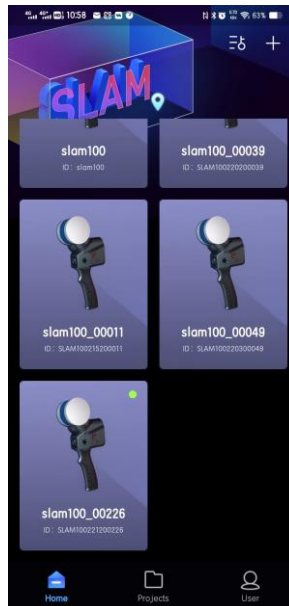 10:58
63%
SLAM
slam100
ID: slam100
slam100_00039
ID: SLAM100220200039
slam100_00011
ID: SLAM100215200011
slam100_00049
ID: SLAM100220300049
slam100_00226
ID: SLAM100221200226
Home
Projects
User